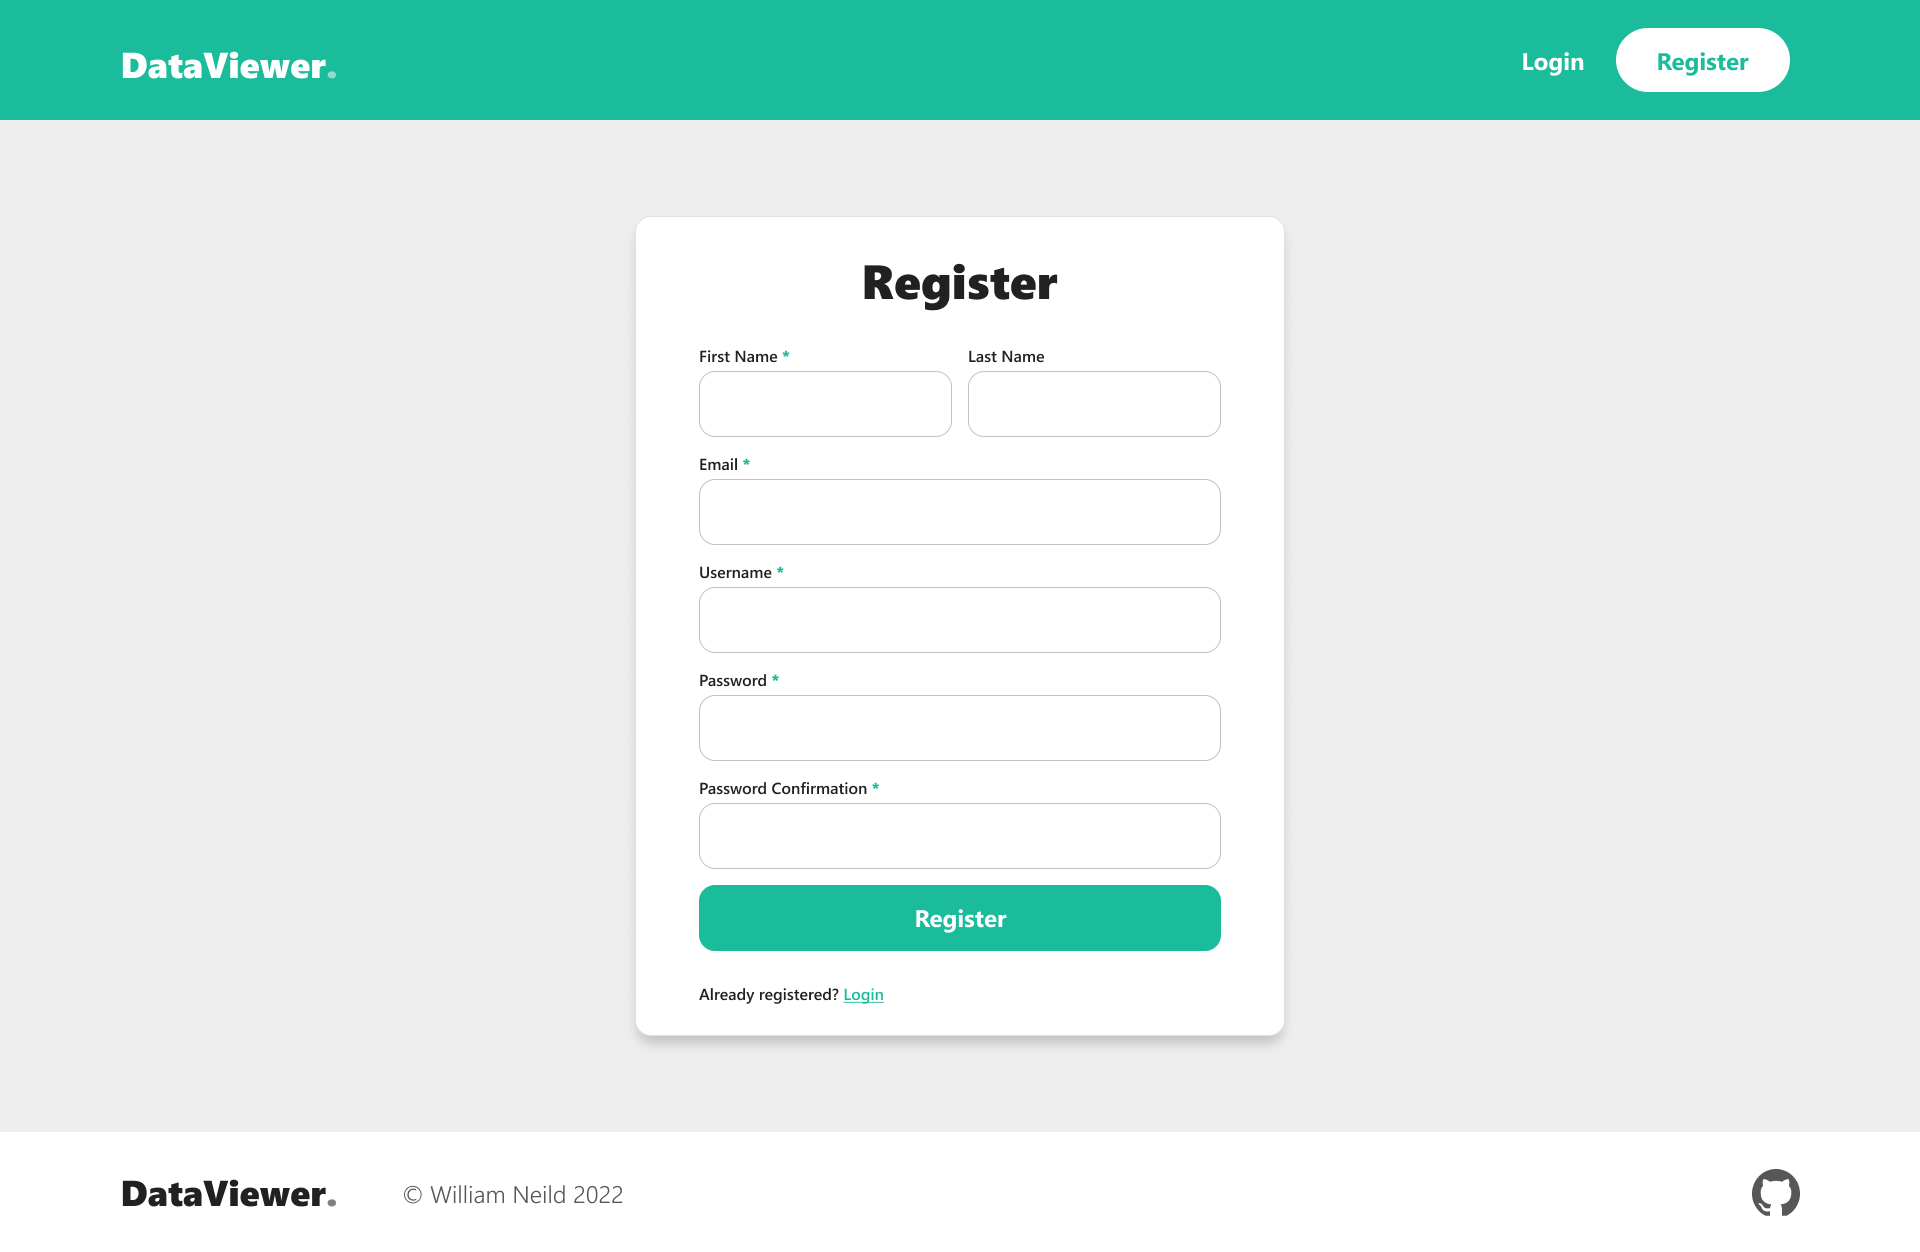 DataViewer.
Login
Register
Register
First Name *
Last Name
Email *
Username *
Password *
Password Confirmation *
Register
Already registered? Login
DataViewer.
© William Neild 2022